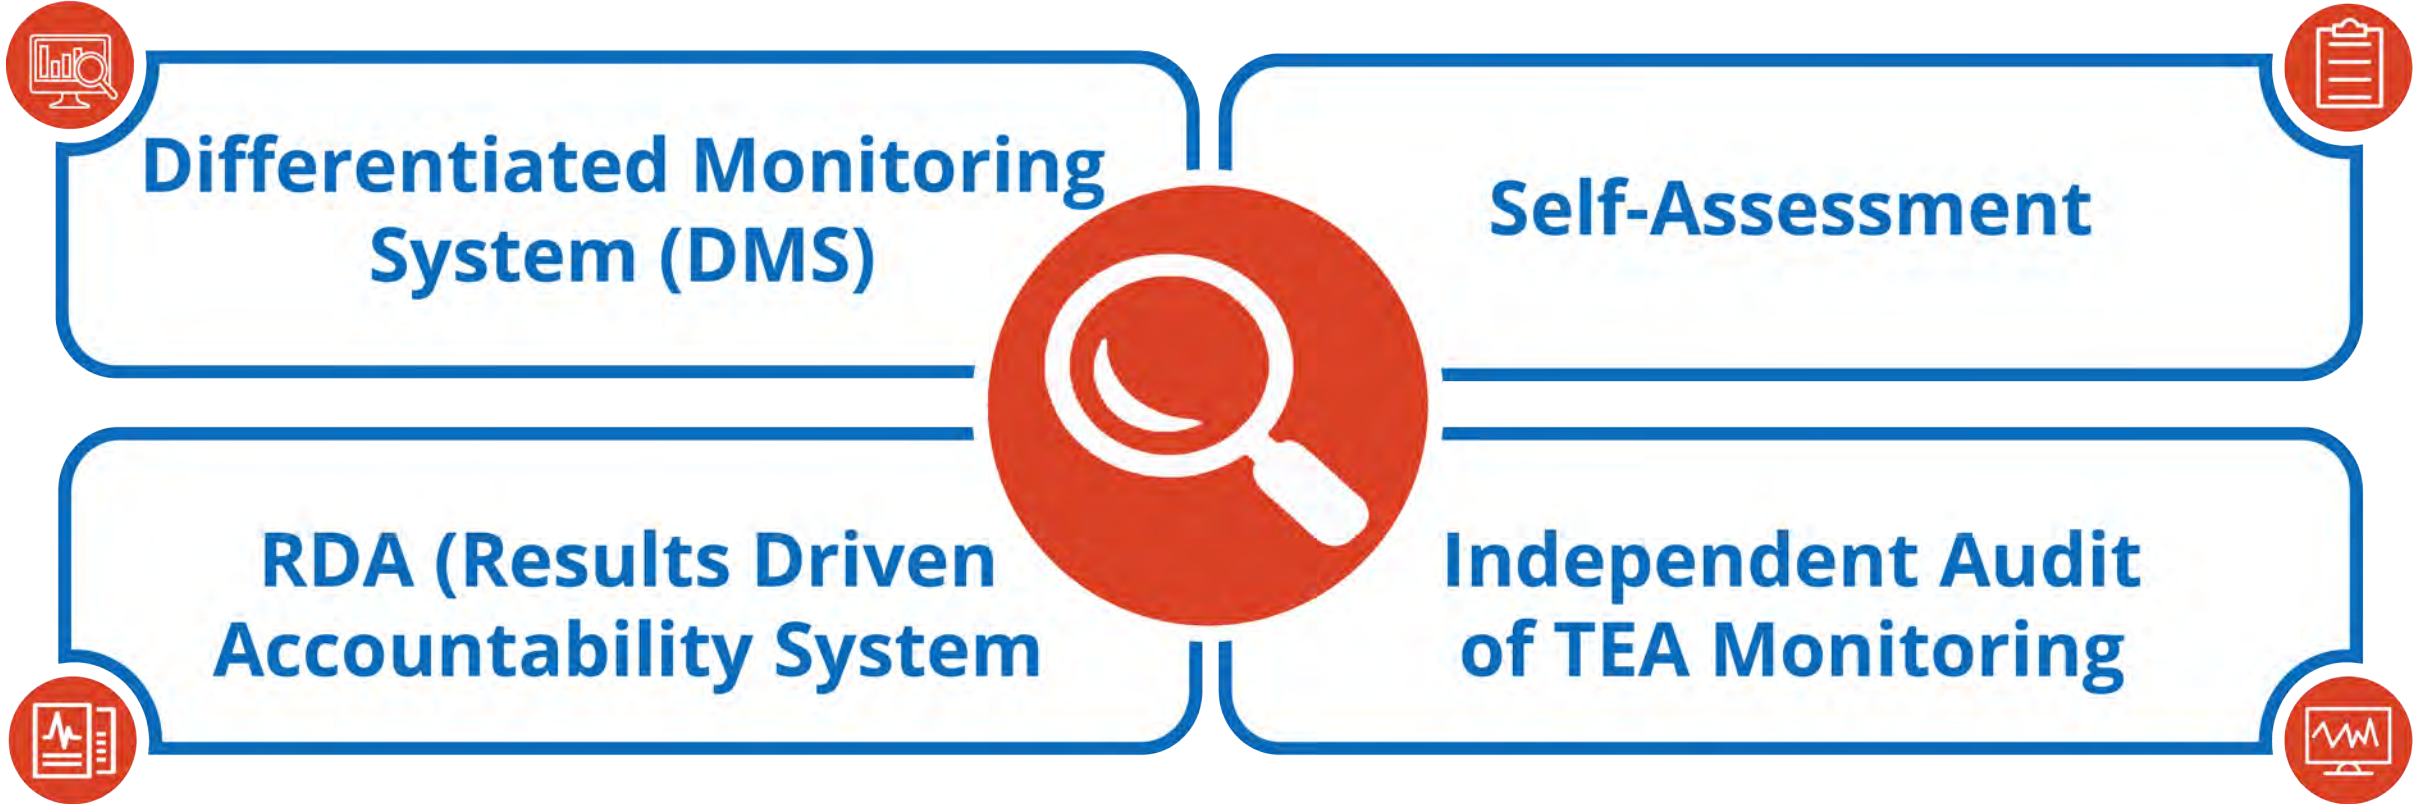 Differentiated Monitoring
System (DMS)
Self-Assessment
RDA (Results Driven
Accountability System
Independent Audit
of TEA Monitoring